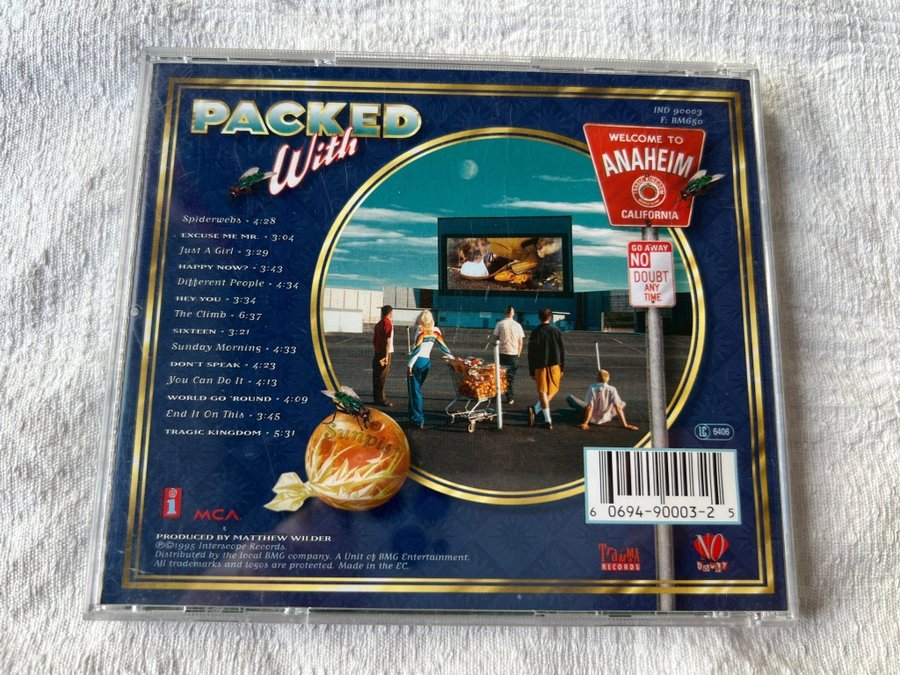 PACKED
With
IND 90003
F: BM650
WELCOME TO
ANAHEIM
TRAGIC KINGDOM
CALIFORNIA
GO AWAY
NO
DOUBT
ANY
TIME
Spiderwebs • 4:28
EXCUSE ME MR. • 3:04
Just A Girl • 3:29
HAPPY NOW? • 3:43
Different People • 4:34
HEY YOU • 3:34
The Climb • 6:37
SIXTEEN • 3:21
Sunday Morning • 4:33
DON'T SPEAK • 4:23
You Can Do It • 4:13
WORLD GO 'ROUND • 4:09
End It On This • 3:45
TRAGIC KINGDOM • 5:31
LC 6406
6 0694-90003-2 5
i MCA
PRODUCED BY MATTHEW WILDER
℗©1995 Interscope Records.
Distributed by the local BMG company. A Unit of BMG Entertainment.
All trademarks and logos are protected. Made in the EC.
TRAUMA
RECORDS
NO
DOUBT